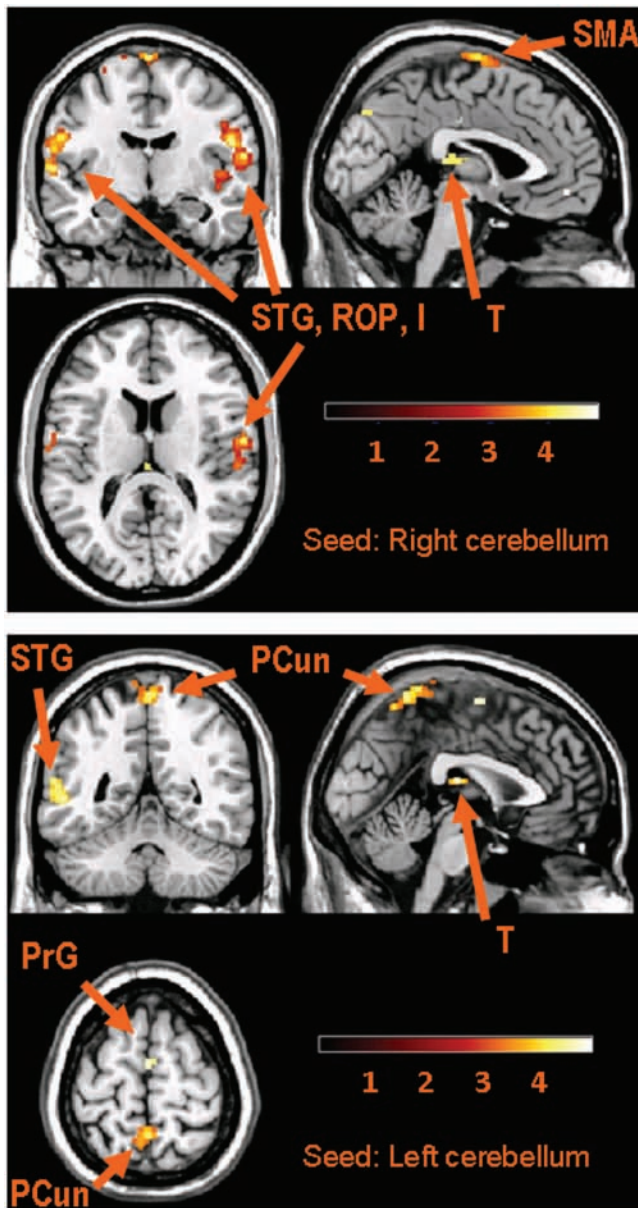 SMA
STG, ROP, I
T
1 2 3 4
Seed: Right cerebellum
STG
PCun
T
PrG
1 2 3 4
PCun
Seed: Left cerebellum